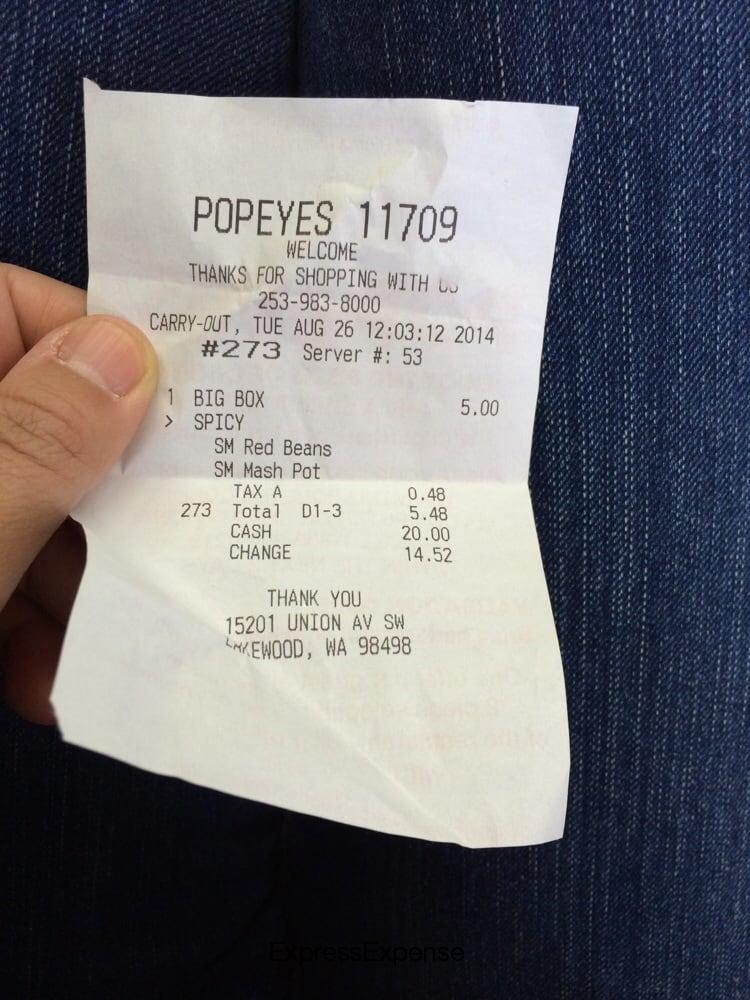 POPEYES 11709
WELCOME
THANKS FOR SHOPPING WITH US
253-983-8000
CARRY-OUT, TUE AUG 26 12:03:12 2014
#273 Server #: 53
1 BIG BOX 5.00
> SPICY
SM Red Beans
SM Mash Pot
TAX A 0.48
273 Total D1-3 5.48
CASH 20.00
CHANGE 14.52
THANK YOU
15201 UNION AV SW
LAKEWOOD, WA 98498
ExpressExpense